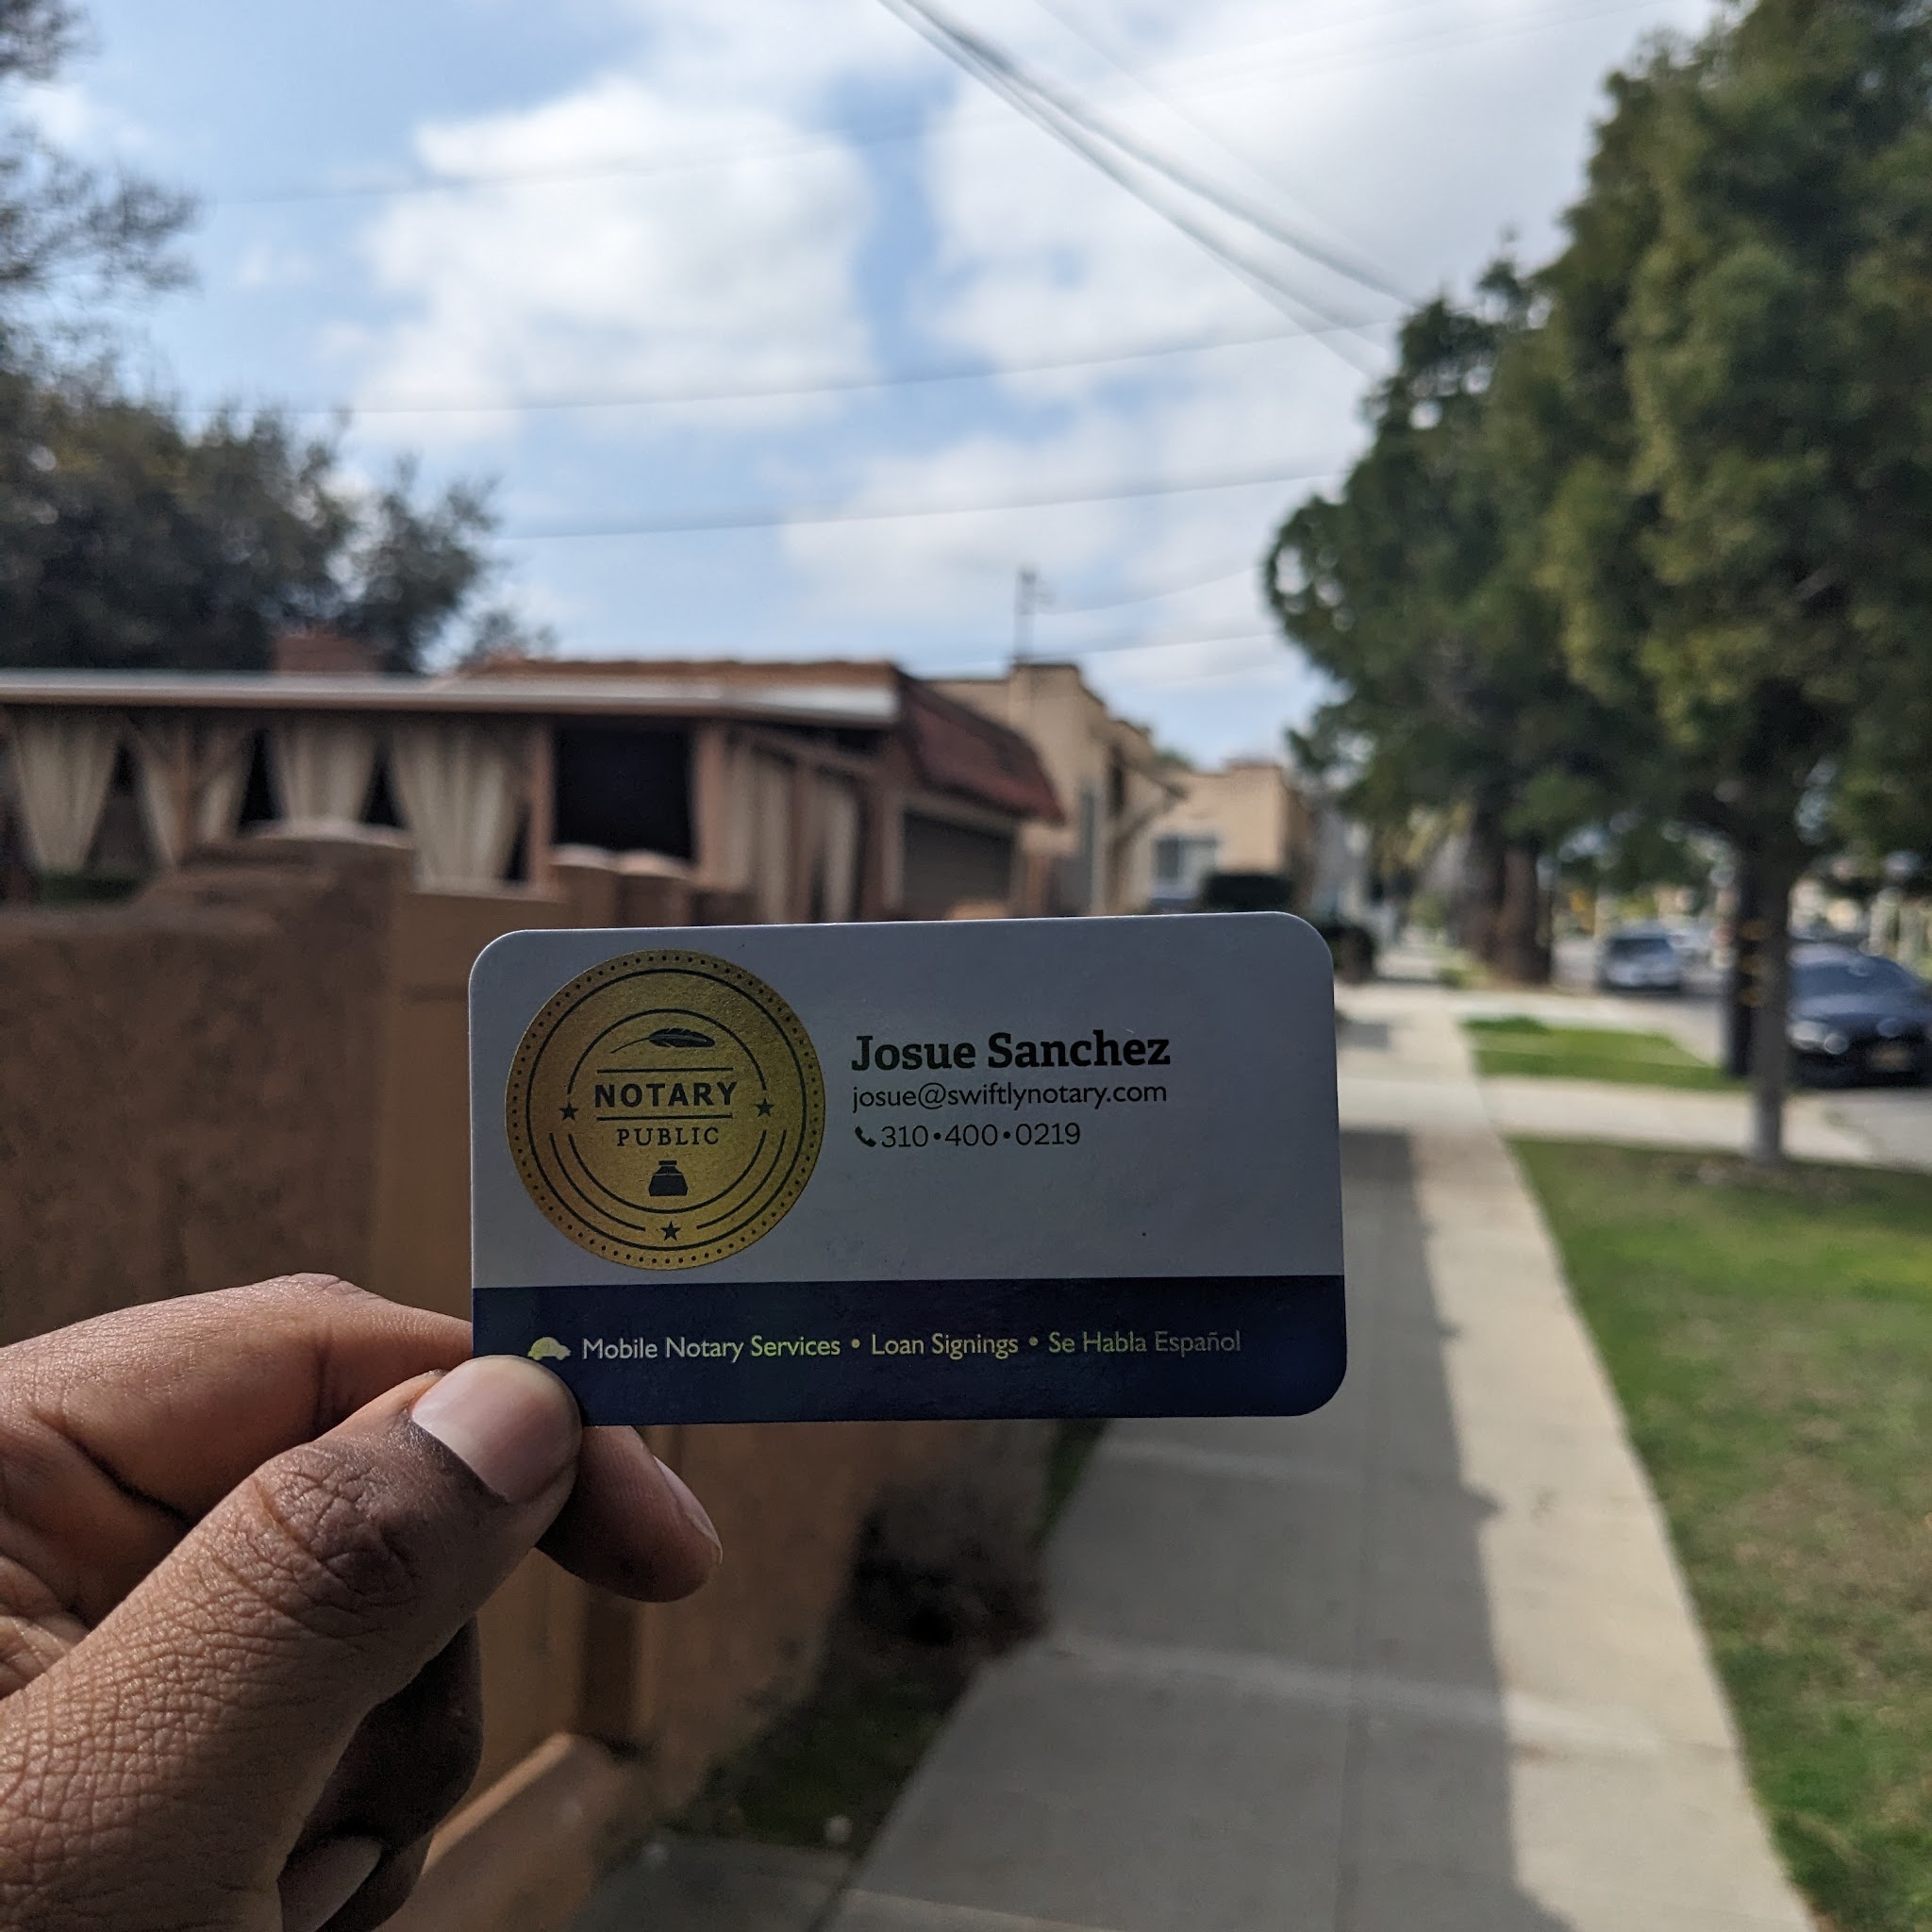 NOTARY
PUBLIC
Josue Sanchez
josue@swiftlynotary.com
310•400•0219
Mobile Notary Services • Loan Signings • Se Habla Español